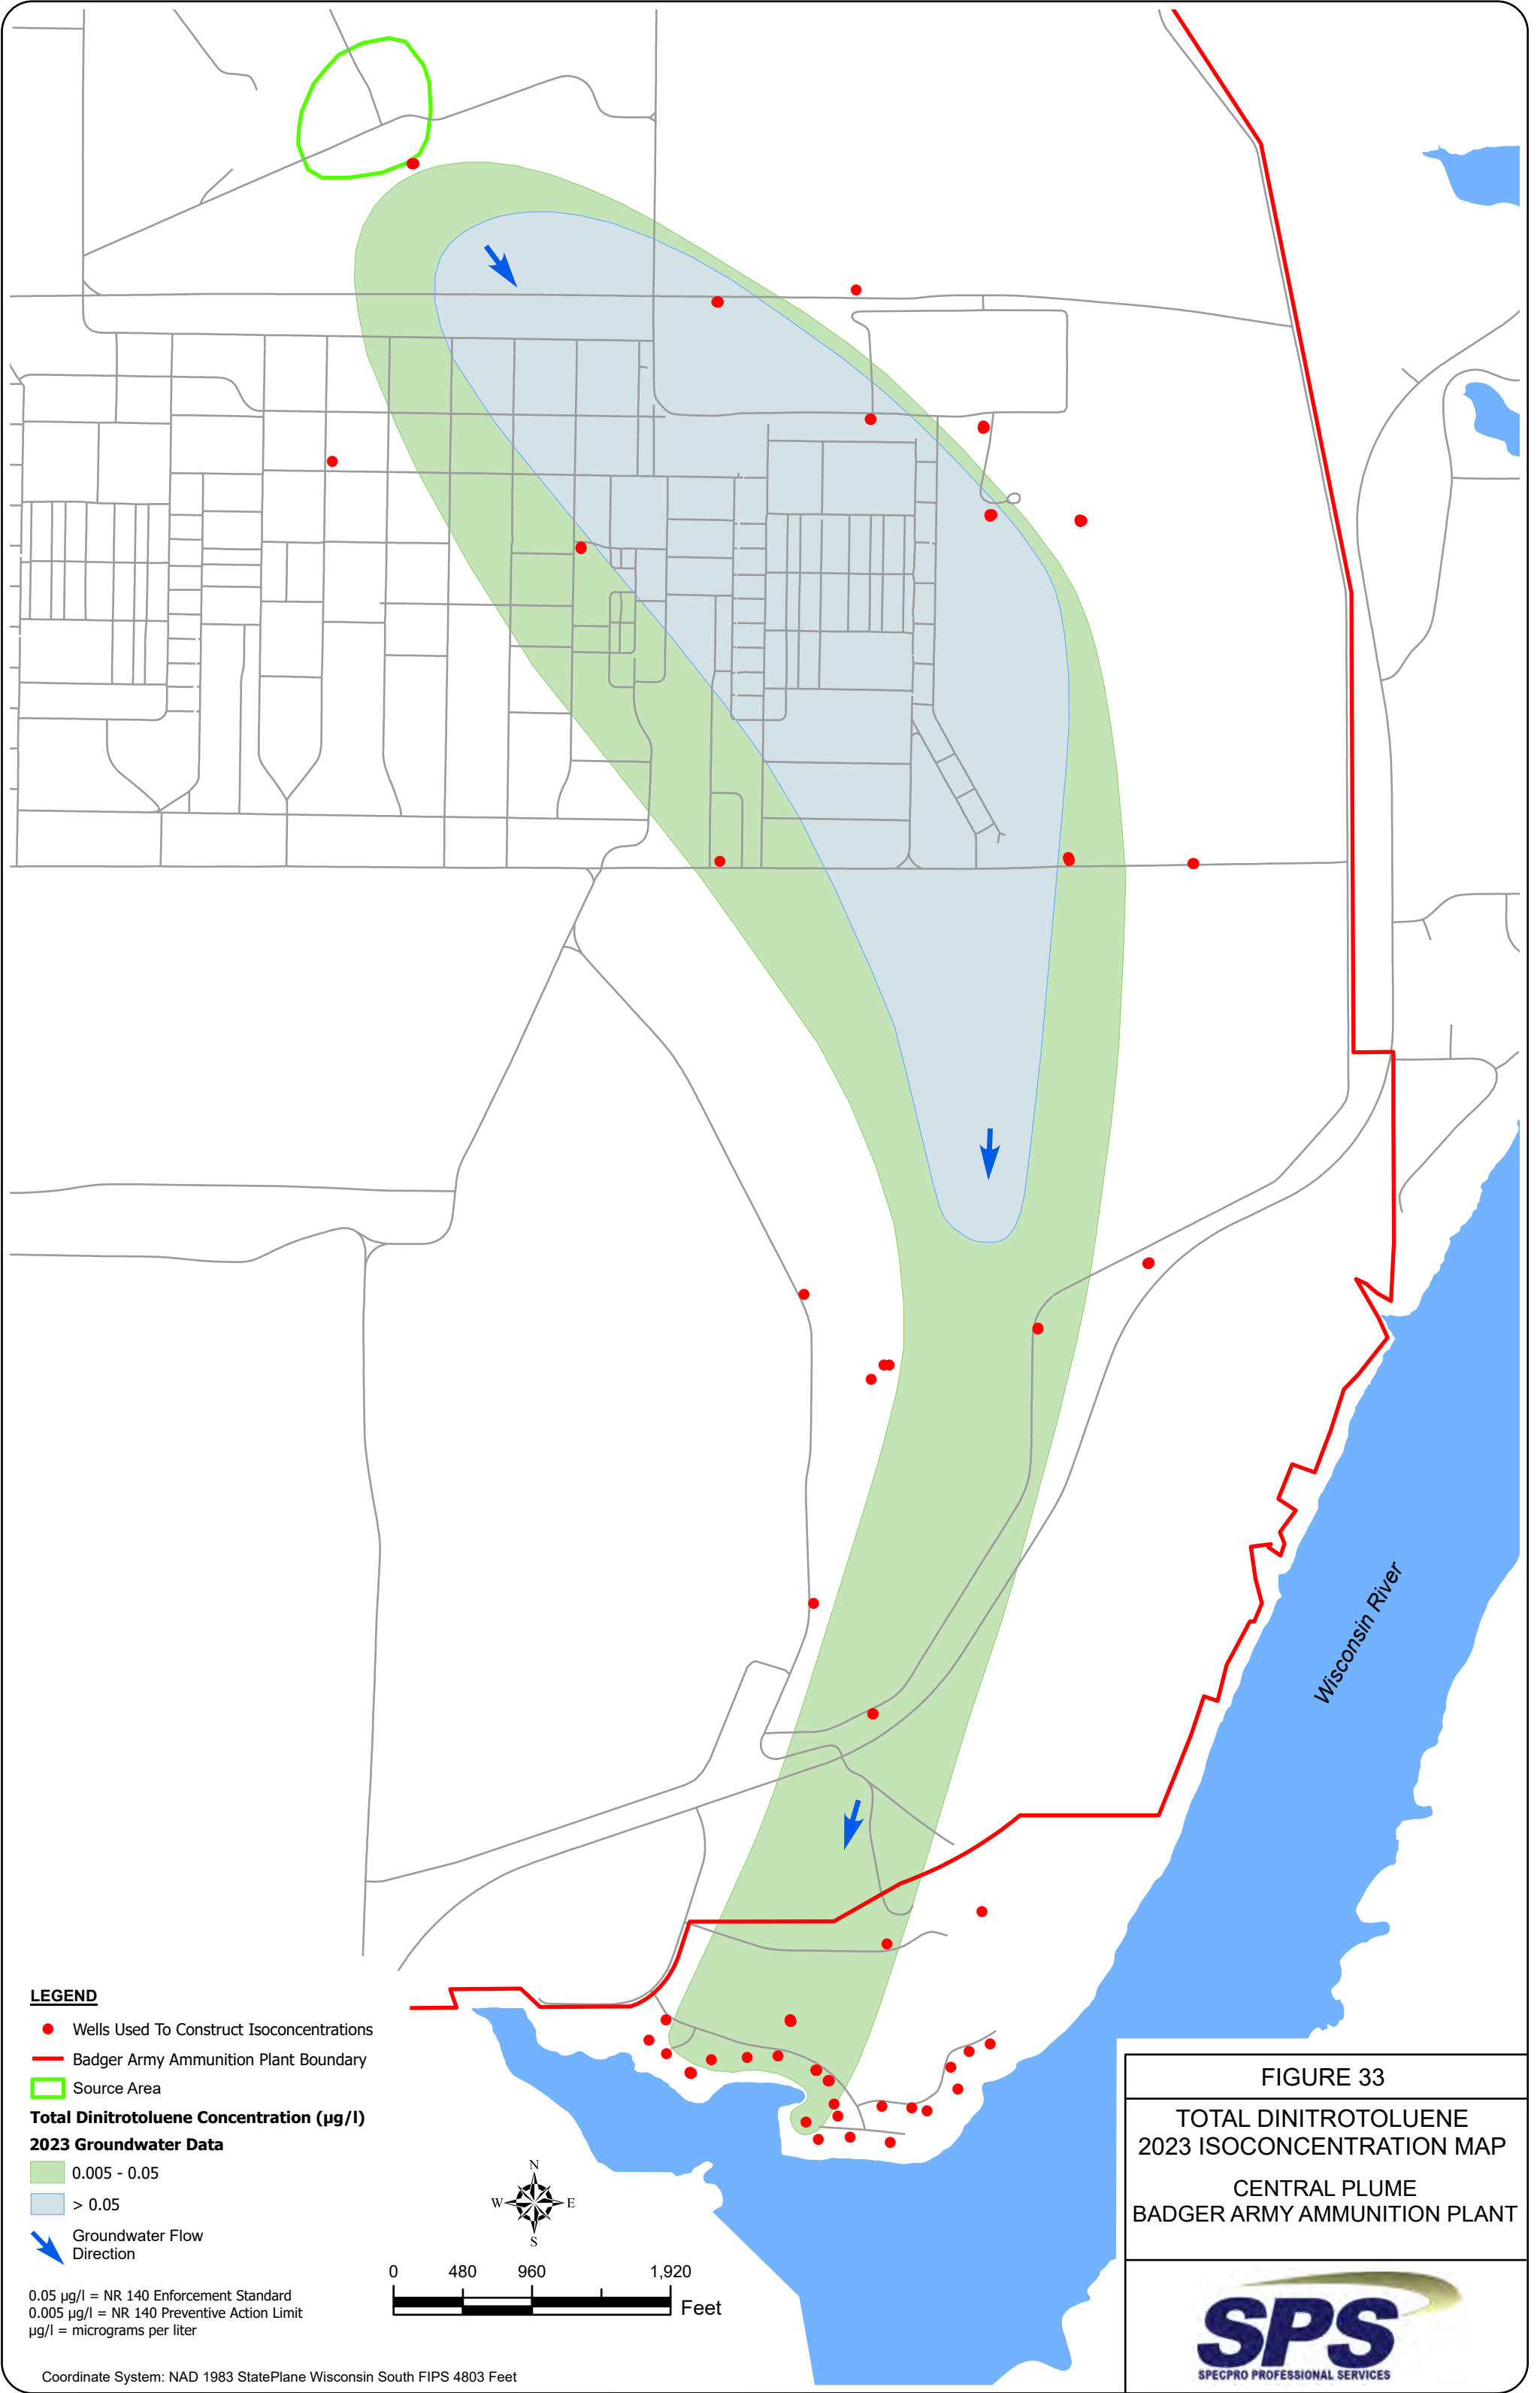 Wisconsin River
LEGEND
Wells Used To Construct Isoconcentrations
Badger Army Ammunition Plant Boundary
Source Area
Total Dinitrotoluene Concentration (µg/l)
2023 Groundwater Data
0.005 - 0.05
> 0.05
Groundwater Flow
Direction
0.05 µg/l = NR 140 Enforcement Standard
0.005 µg/l = NR 140 Preventive Action Limit
µg/l = micrograms per liter
Coordinate System: NAD 1983 StatePlane Wisconsin South FIPS 4803 Feet
N
W E
S
0 480 960 1,920
Feet
FIGURE 33
TOTAL DINITROTOLUENE
2023 ISOCONCENTRATION MAP
CENTRAL PLUME
BADGER ARMY AMMUNITION PLANT
SPS
SPECPRO PROFESSIONAL SERVICES